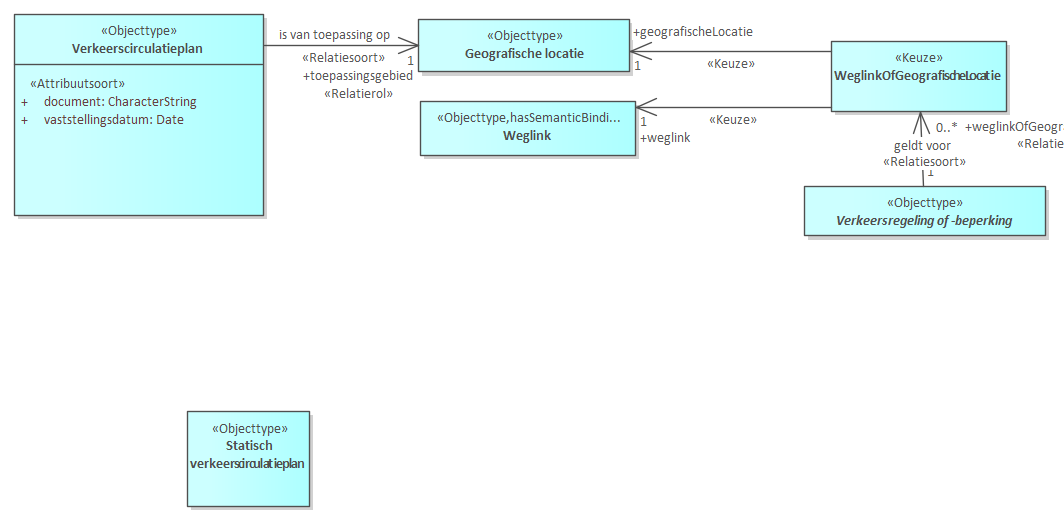 «Objecttype»
Verkeerscirculatieplan
«Attribuutsoort»
+ document: CharacterString
+ vaststellingsdatum: Date
is van toepassing op
«Relatiesoort»
1
+toepassingsgebied
«Relatierol»
«Objecttype»
Geografische locatie
+geografischeLocatie
1
«Keuze»
«Keuze»
WeglinkOfGeografischeLocatie
«Objecttype,hasSemanticBindi...
Weglink
1
+weglink
«Keuze»
0..* +weglinkOfGeogra
«Relatie
geldt voor
«Relatiesoort»
1
«Objecttype»
Verkeersregeling of -beperking
«Objecttype»
Statisch
verkeerscirculatieplan